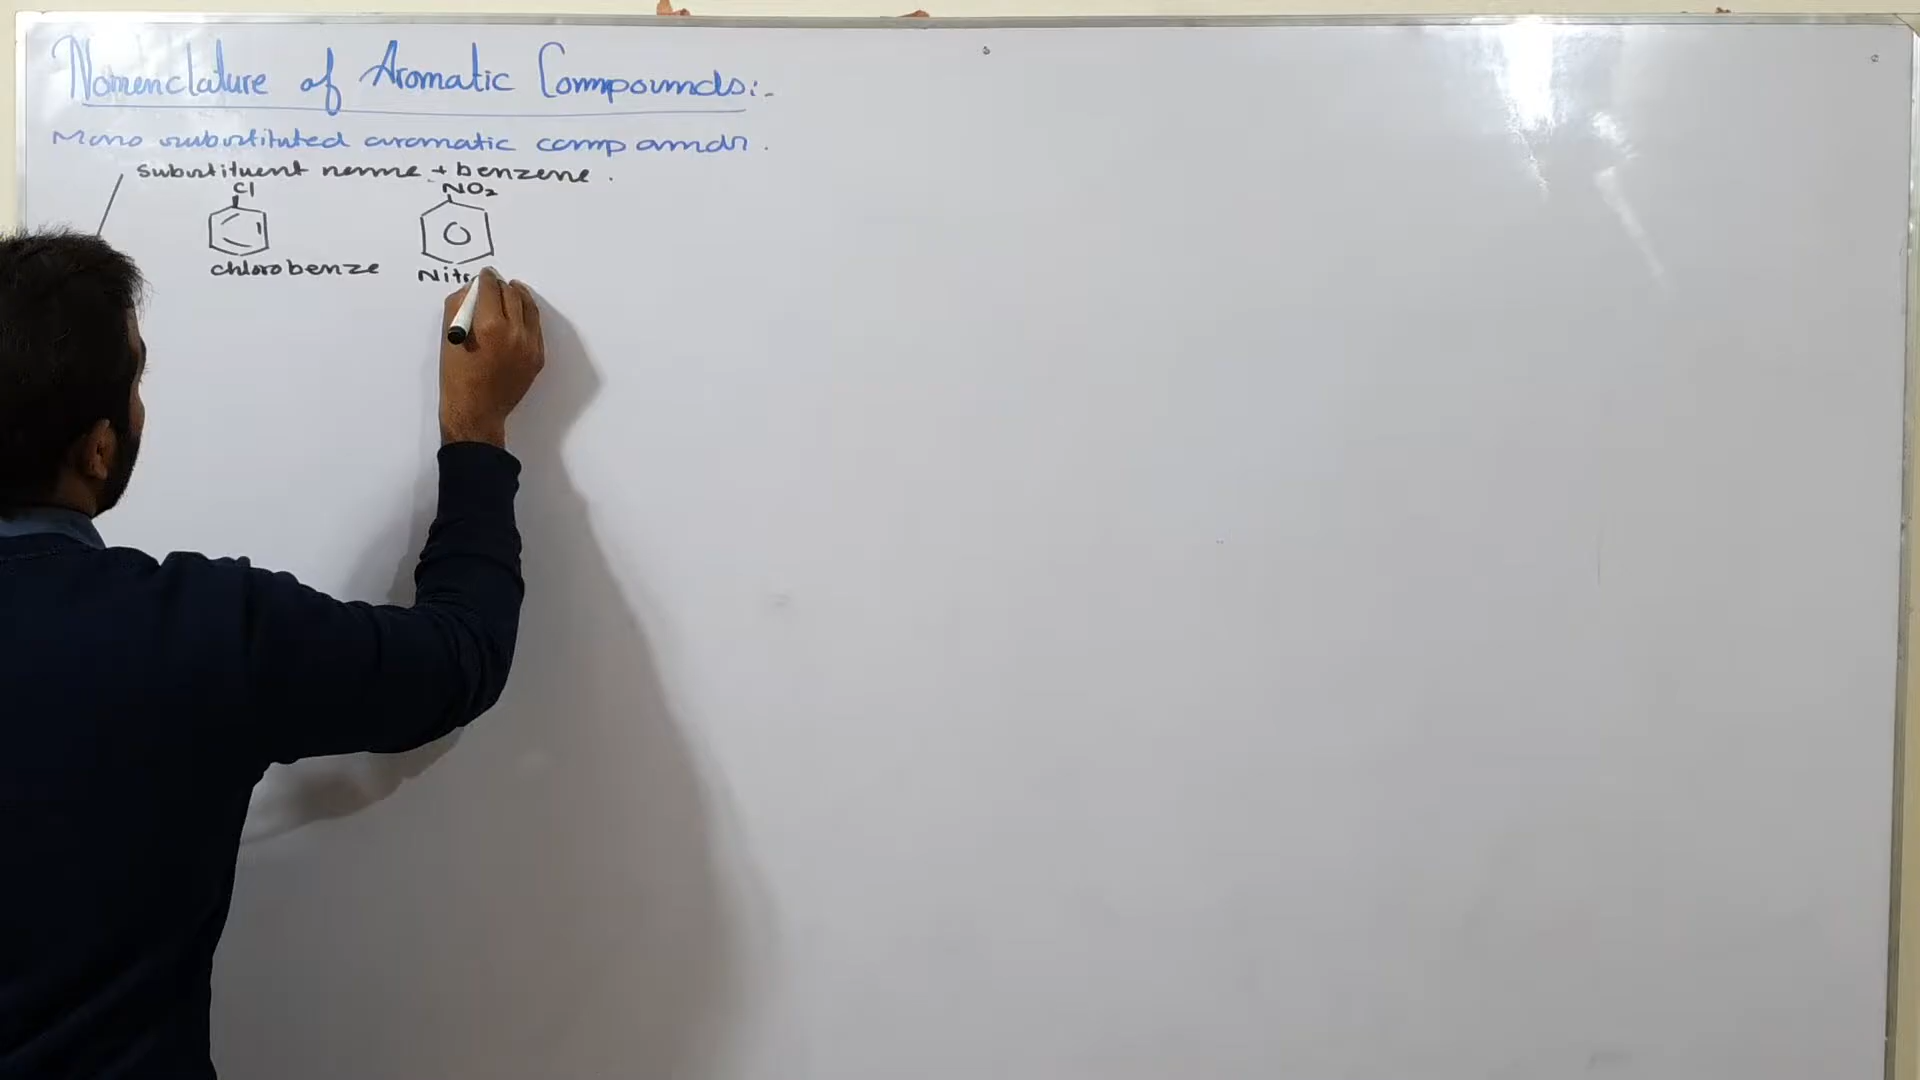 Nomenclature of Aromatic Compounds:-
Mono substituted aromatic compounds.
Substituent name + benzene.
Cl
NO₂
chlorobenze
Nitr